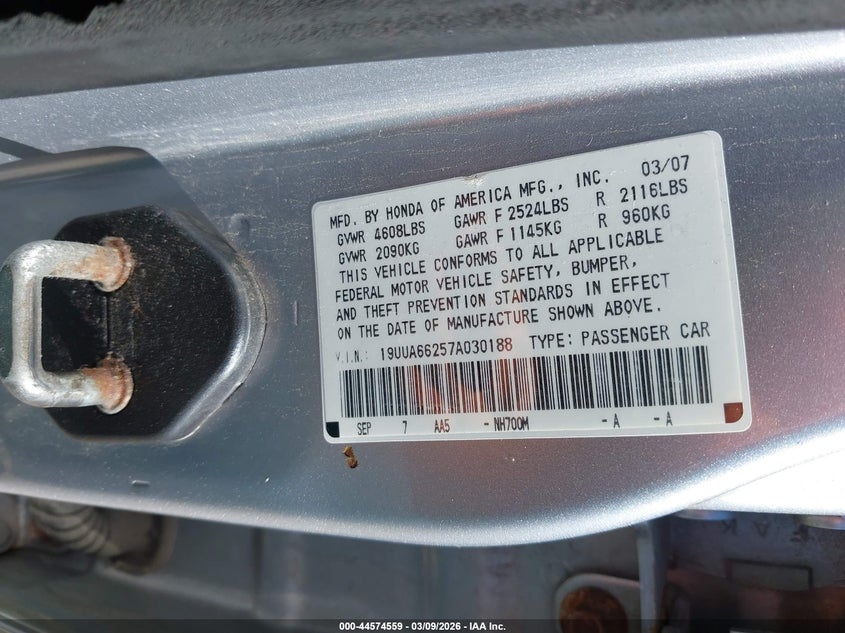 MFD. BY HONDA OF AMERICA MFG., INC. 03/07
GVWR 4608LBS GAWR F 2524LBS R 2116LBS
GVWR 2090KG GAWR F 1145KG R 960KG
THIS VEHICLE CONFORMS TO ALL APPLICABLE
FEDERAL MOTOR VEHICLE SAFETY, BUMPER,
AND THEFT PREVENTION STANDARDS IN EFFECT
ON THE DATE OF MANUFACTURE SHOWN ABOVE.
V.I.N.: 19UUA66257A030188 TYPE: PASSENGER CAR
SEP 7 AA5 - NH700M - A - A
000-44574559 | 03/09/2026 - IAA Inc.